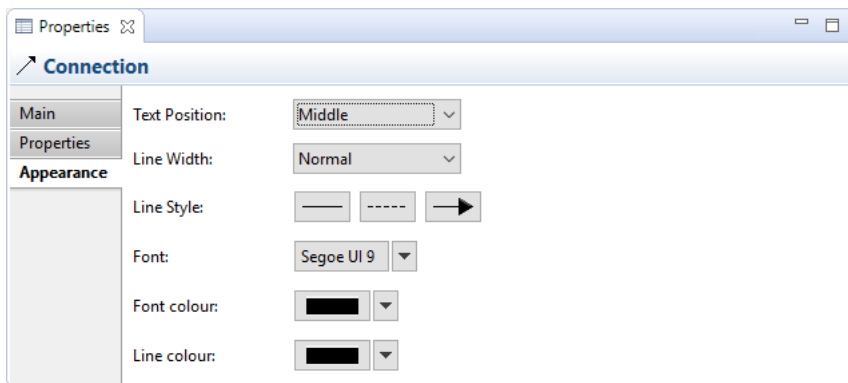 Properties
Connection
Main
Properties
Appearance
Text Position: Middle
Line Width: Normal
Line Style:
Font: Segoe UI 9
Font colour:
Line colour: